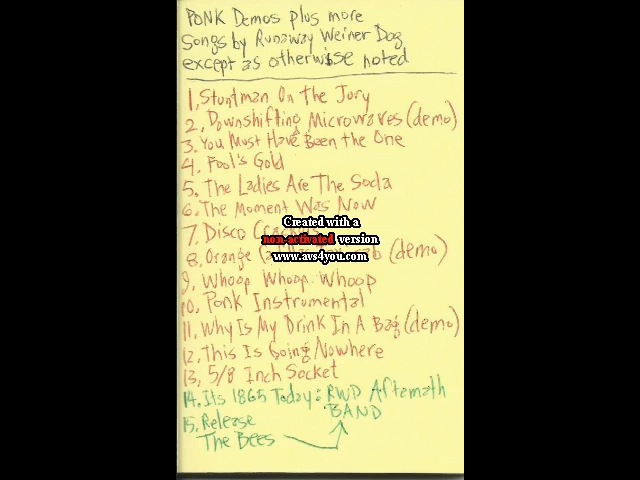 PONK Demos plus more
Songs by Runaway Weiner Dog
except as otherwise noted
1, Stuntman On the Jury
2, Downshifting Microwaves (demo)
3. You Must Have Been the One
4. Fool's Gold
5. The Ladies Are The Soda
6. The Moment Was Now
Created with a
7. Disco
non-activated version
8. Orange (demo)
www.avs4you.com
9. Whoop Whoop Whoop
10, Ponk Instrumental
11, Why Is My Drink In A Bag (demo)
12, This Is Going Nowhere
13, 5/8 Inch Socket
14. Its 1865 Today: RWD Aftermath
BAND
15. Release
The Bees